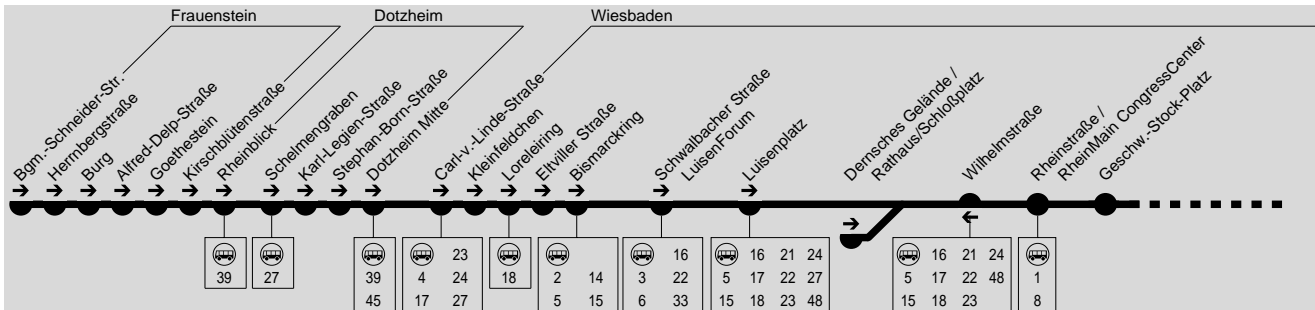 Frauenstein
Dotzheim
Wiesbaden
Bgm.-Schneider-Str.
Herrnbergstraße
Burg
Alfred-Delp-Straße
Goethestein
Kirschblütenstraße
Rheinblick
Schelmengraben
Karl-Legien-Straße
Stephan-Born-Straße
Dotzheim Mitte
Carl-v.-Linde-Straße
Kleinfeldchen
Loreleiring
Eltviller Straße
Bismarckring
Schwalbacher Straße
LuisenForum
Luisenplatz
Dernsches Gelände /
Rathaus/Schloßplatz
Wilhelmstraße
Rheinstraße /
RheinMain CongressCenter
Geschw.-Stock-Platz
39
27
39
45
23
4 24
17 27
18
2 14
5 15
16
3 22
6 33
16 21 24
5 17 22 27
15 18 23 48
16 21 24
5 17 22 48
15 18 23
1
8